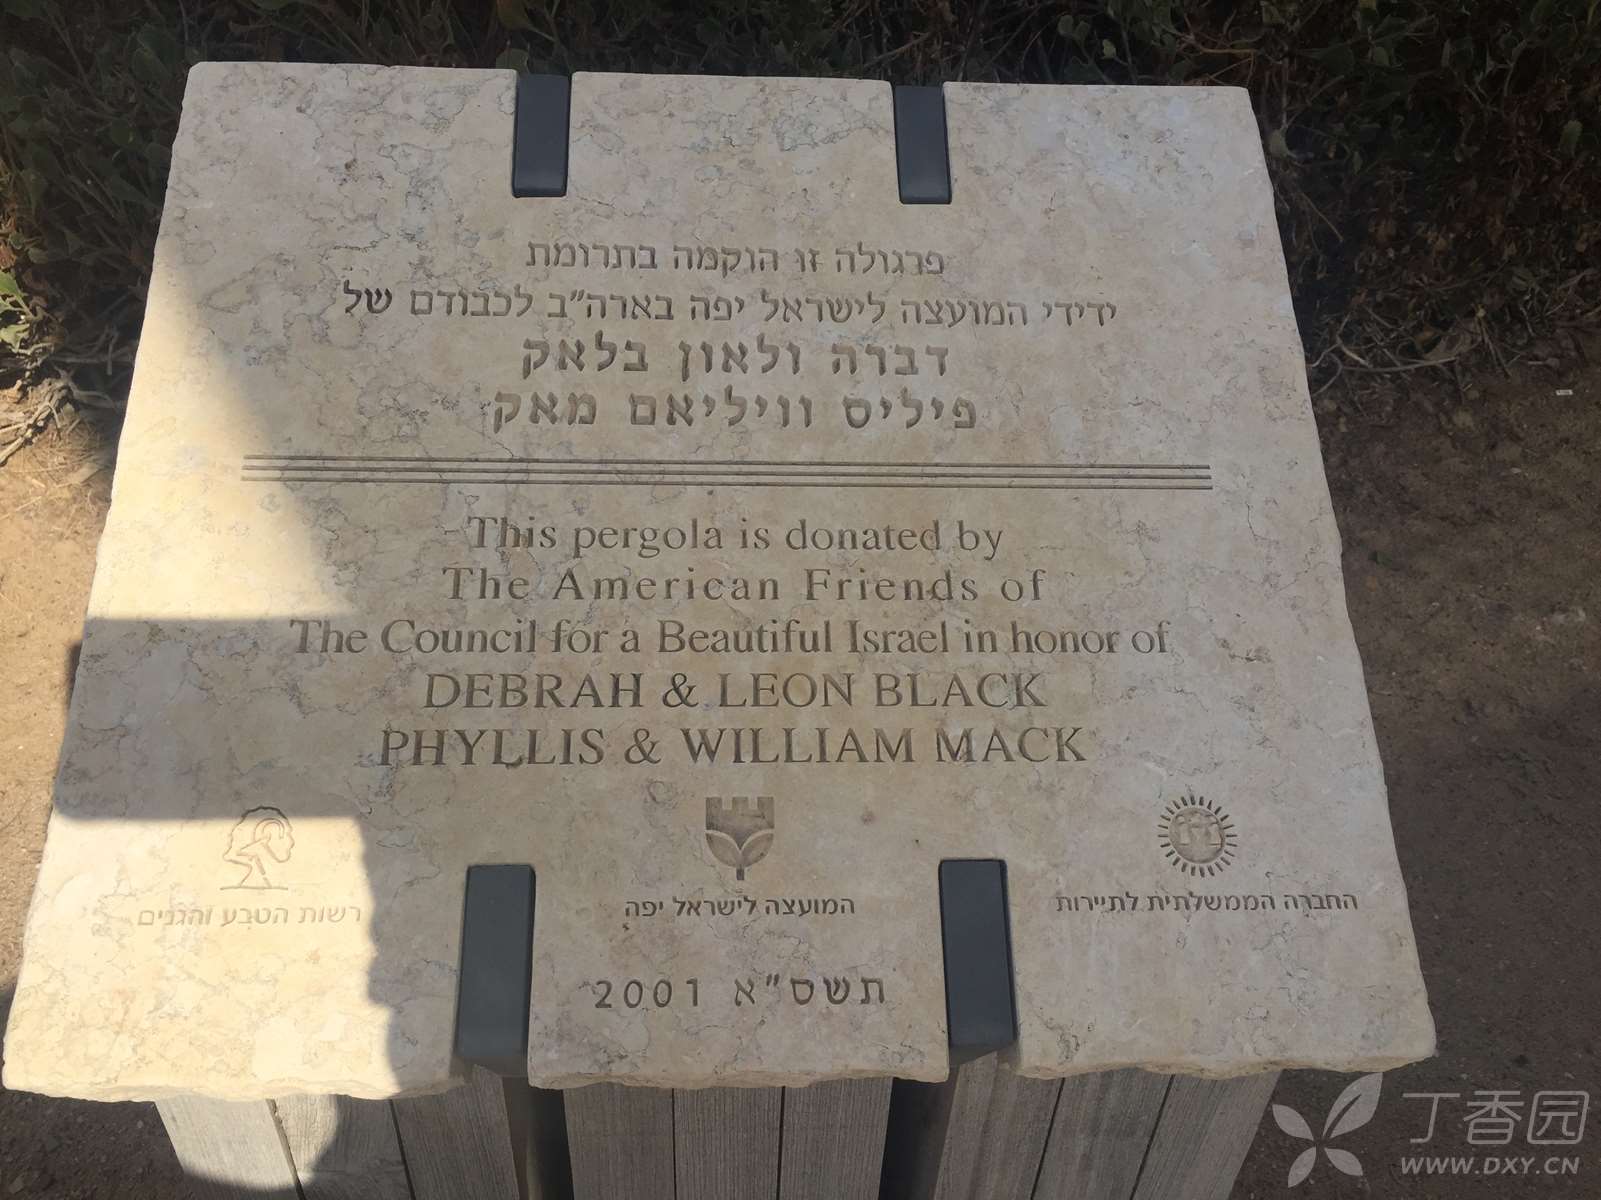 פרגולה זו הוקמה בתרומת
ידידי המועצה לישראל יפה בארה"ב לכבודם של
דברה ולאון בלאק
פיליס וויליאם מאק
This pergola is donated by
The American Friends of
The Council for a Beautiful Israel in honor of
DEBRAH & LEON BLACK
PHYLLIS & WILLIAM MACK
רשות הטבע והגנים
המועצה לישראל יפה
החברה הממשלתית לתיירות
תשס"א 2001
丁香园
WWW.DXY.CN